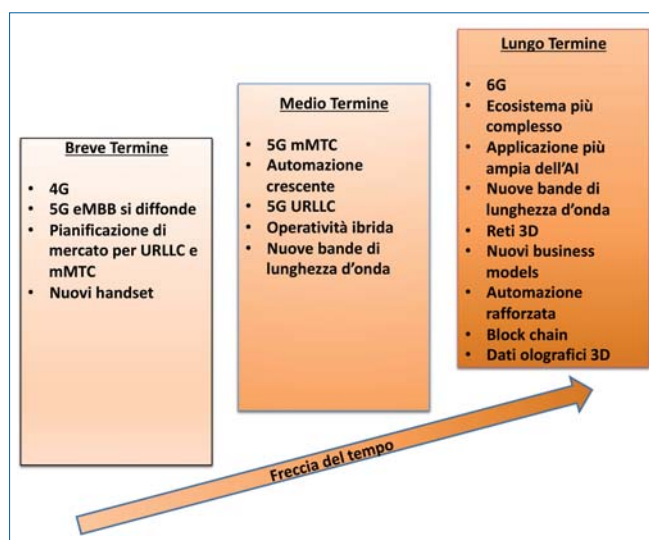 Breve Termine
• 4G
• 5G eMBB si diffonde
• Pianificazione di
mercato per URLLC e
mMTC
• Nuovi handset
Medio Termine
• 5G mMTC
• Automazione
crescente
• 5G URLLC
• Operatività ibrida
• Nuove bande di
lunghezza d'onda
Lungo Termine
• 6G
• Ecosistema più
complesso
• Applicazione più
ampia dell'AI
• Nuove bande di
lunghezza d'onda
• Reti 3D
• Nuovi business
models
• Automazione
rafforzata
• Block chain
• Dati olografici 3D
Freccia del tempo